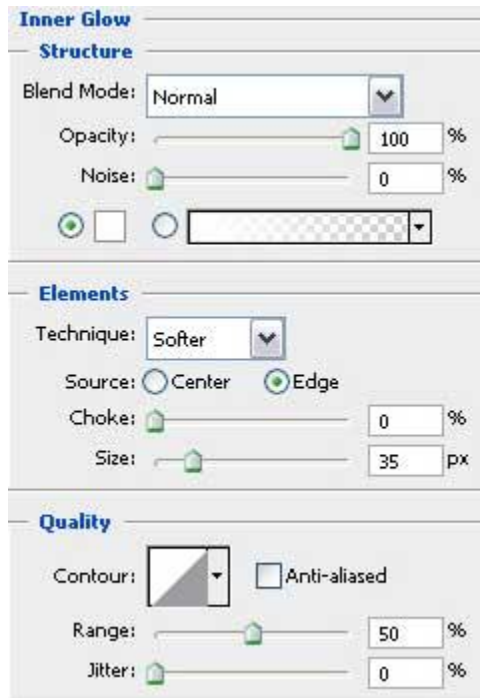 Inner Glow
Structure
Blend Mode: Normal
Opacity: 100 %
Noise: 0 %
Elements
Technique: Softer
Source: Center Edge
Choke: 0 %
Size: 35 px
Quality
Contour: Anti-aliased
Range: 50 %
Jitter: 0 %